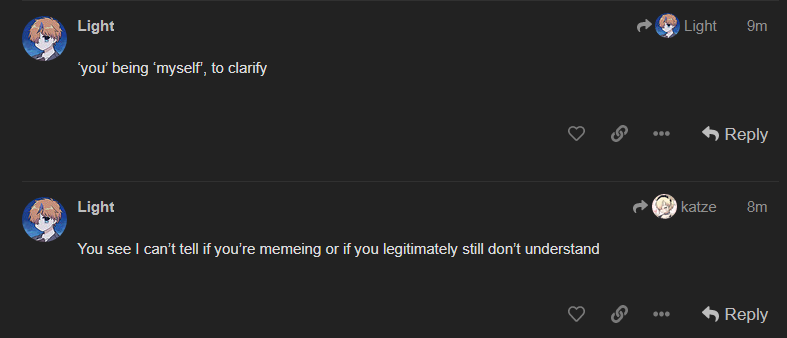 Light
Light 9m
‘you’ being ‘myself’, to clarify
Reply
Light
katze 8m
You see I can’t tell if you’re memeing or if you legitimately still don’t understand
Reply